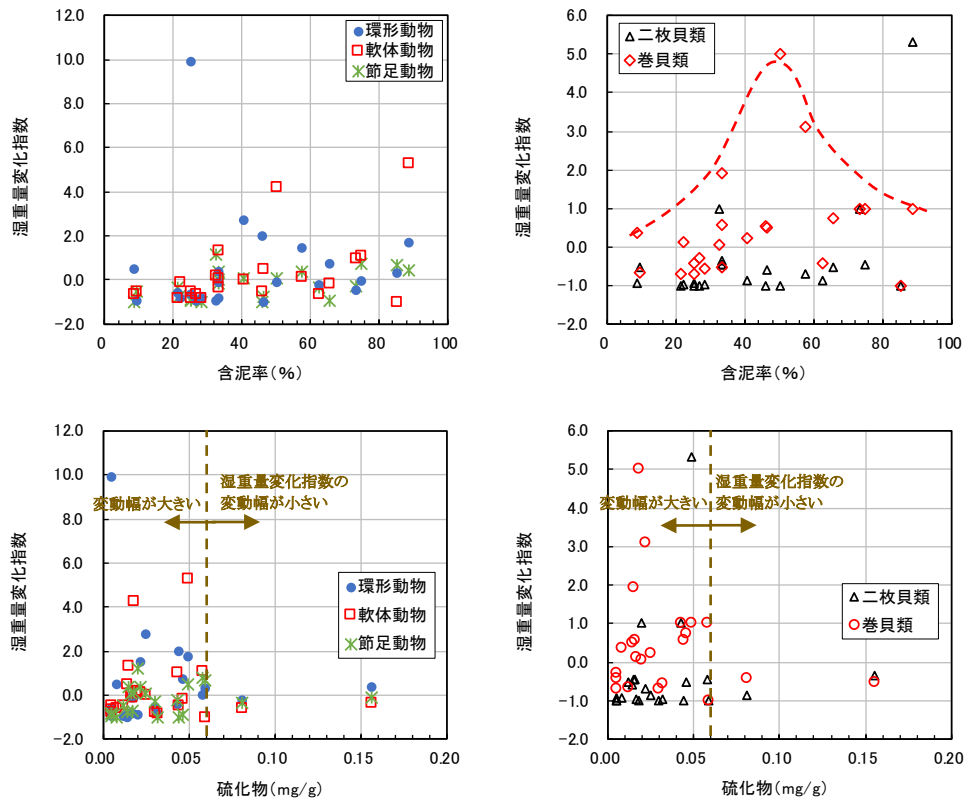 12.0
10.0
8.0
6.0
4.0
2.0
0.0
−2.0
湿重量変化指数
環形動物
軟体動物
節足動物
0
20
40
60
80
100
含泥率(%)
6.0
5.0
4.0
3.0
2.0
1.0
0.0
−1.0
−2.0
湿重量変化指数
二枚貝類
巻貝類
0
20
40
60
80
100
含泥率(%)
12.0
10.0
8.0
6.0
4.0
2.0
0.0
−2.0
湿重量変化指数
変動幅が大きい
湿重量変化指数の
変動幅が小さい
環形動物
軟体動物
節足動物
0.00
0.05
0.10
0.15
0.20
硫化物(mg/g)
6.0
5.0
4.0
3.0
2.0
1.0
0.0
−1.0
−2.0
湿重量変化指数
変動幅が大きい
湿重量変化指数の
変動幅が小さい
二枚貝類
巻貝類
0.00
0.05
0.10
0.15
0.20
硫化物(mg/g)